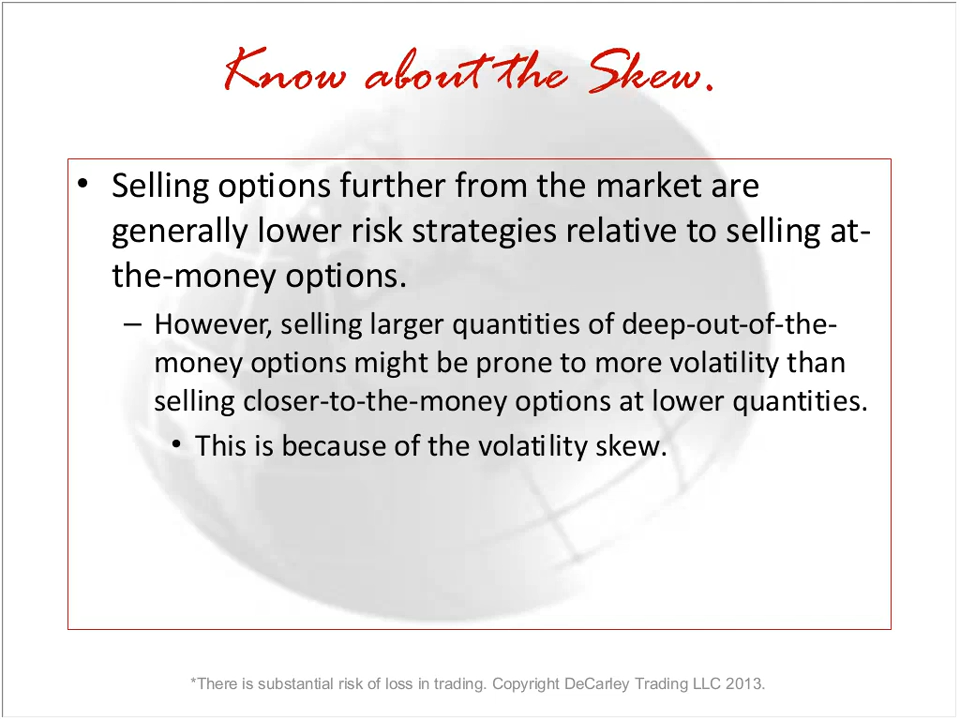 Know about the Skew.
• Selling options further from the market are
generally lower risk strategies relative to selling at-
the-money options.
– However, selling larger quantities of deep-out-of-the-
money options might be prone to more volatility than
selling closer-to-the-money options at lower quantities.
• This is because of the volatility skew.
*There is substantial risk of loss in trading. Copyright DeCarley Trading LLC 2013.